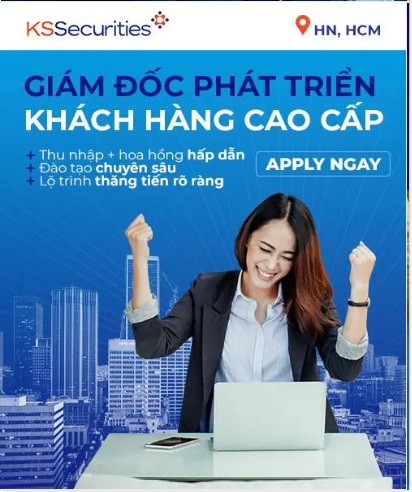 KSSecurities
HN, HCM
GIÁM ĐỐC PHÁT TRIỂN
KHÁCH HÀNG CAO CẤP
+ Thu nhập + hoa hồng hấp dẫn
+ Đào tạo chuyên sâu
+ Lộ trình thăng tiến rõ ràng
APPLY NGAY